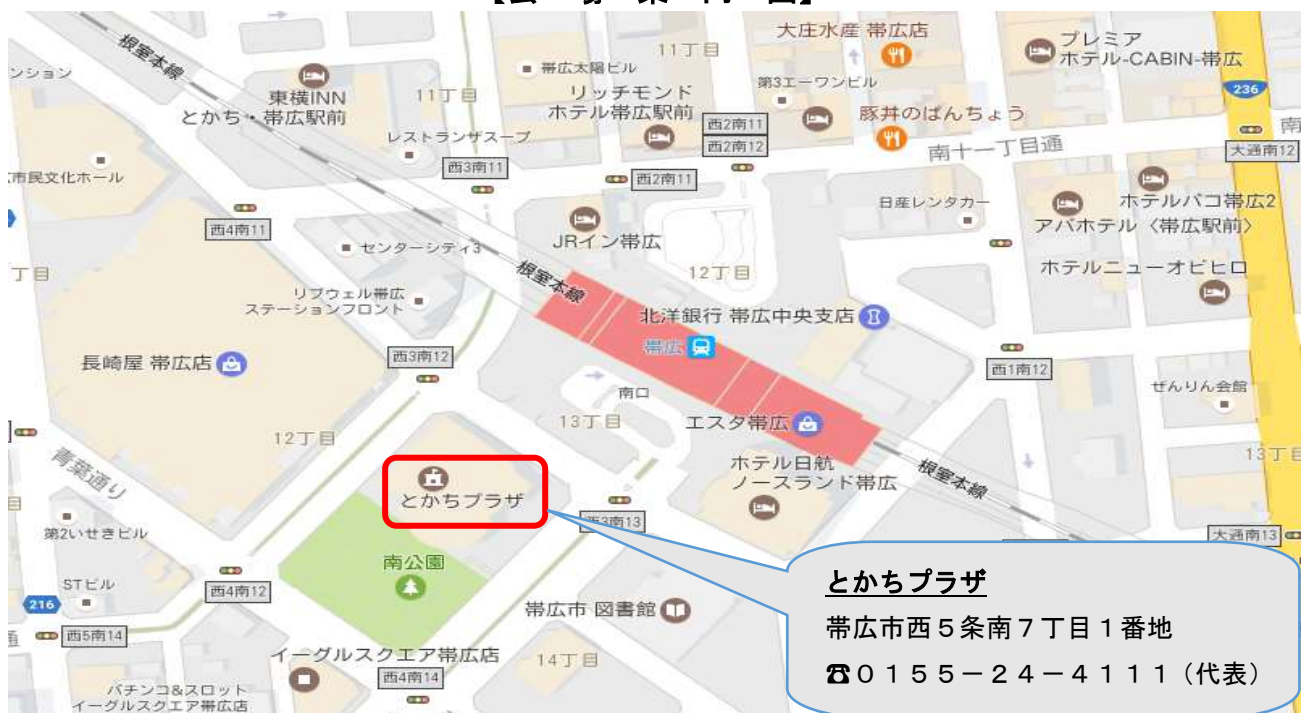 根室本線
ンション
東横INN
とかち・帯広駅前
11丁目
帯広太陽ビル
リッチモンド
ホテル帯広駅前
11丁目
大庄水産 帯広店
第3エーワンビル
豚丼のばんちょう
プレミア
ホテル-CABIN-帯広
236
南
大通南12
南十一丁目通
レストランザスープ
西3南11
西2南11
西2南12
西2南11
市民文化ホール
西4南11
センターシティ3
JRイン帯広
日産レンタカー
ホテルパコ帯広2
アパホテル〈帯広駅前〉
ホテルニューオビヒロ
丁目
リブウェル帯広
ステーションフロント
根室本線
12丁目
北洋銀行 帯広中央支店
帯広
長崎屋 帯広店
西3南12
南口
西1南12
ぜんりん会館
13丁目
エスタ帯広
12丁目
青葉通り
とかちプラザ
ホテル日航
ノースランド帯広
根室本線
13丁目
第2いせきビル
西3南13
大通南13
南公園
STビル
216
西4南12
帯広市 図書館
西5南14
イーグルスクエア帯広店
14丁目
西4南14
パチンコ&スロット
イーグルスクエア帯広店
とかちプラザ
帯広市西5条南7丁目1番地
☎0155-24-4111(代表)